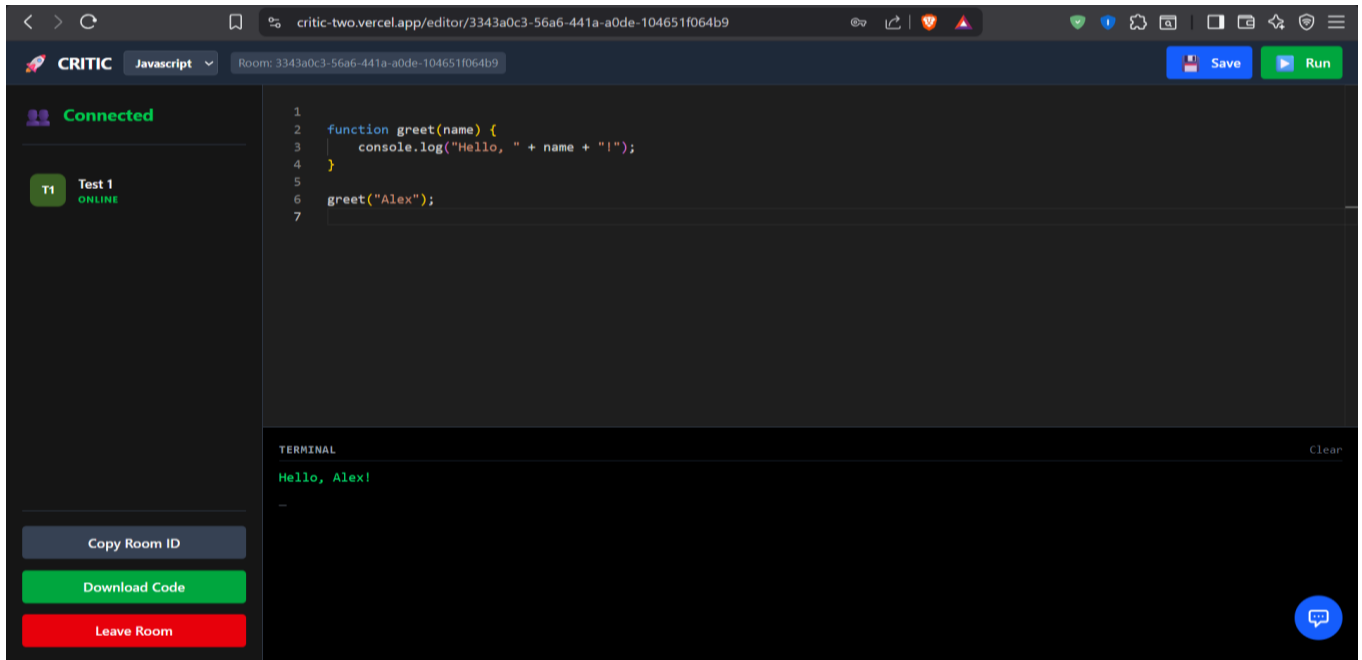 critic-two.vercel.app/editor/3343a0c3-56a6-441a-a0de-104651f064b9
CRITIC
Javascript
Room: 3343a0c3-56a6-441a-a0de-104651f064b9
Save
Run
Connected
T1
Test 1
ONLINE
1
2 function greet(name) {
3     console.log("Hello, " + name + "!");
4 }
5
6 greet("Alex");
7
TERMINAL
Clear
Hello, Alex!
_
Copy Room ID
Download Code
Leave Room